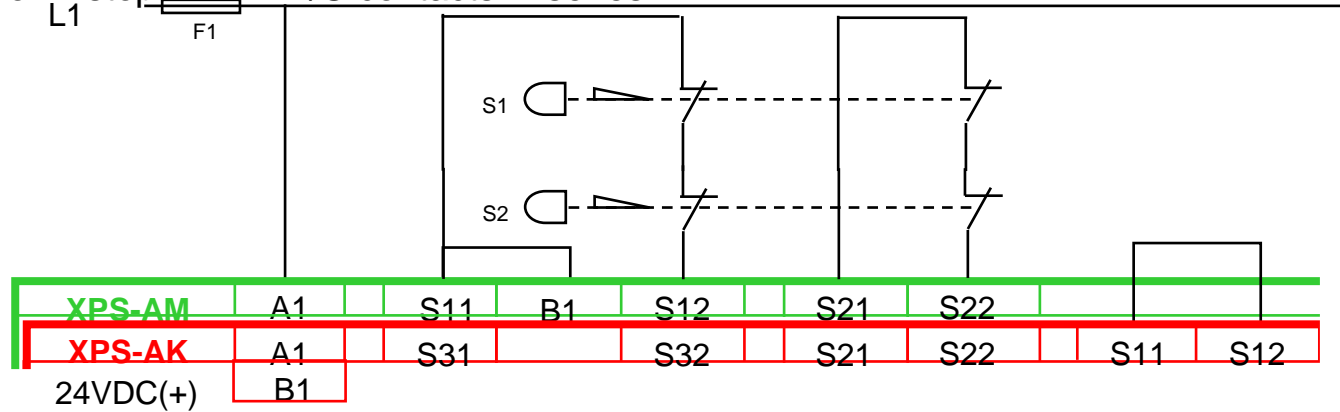 L1
F1
S1
S2
XPS-AM A1 S11 B1 S12 S21 S22
XPS-AK A1 S31 S32 S21 S22 S11 S12
24VDC(+) B1